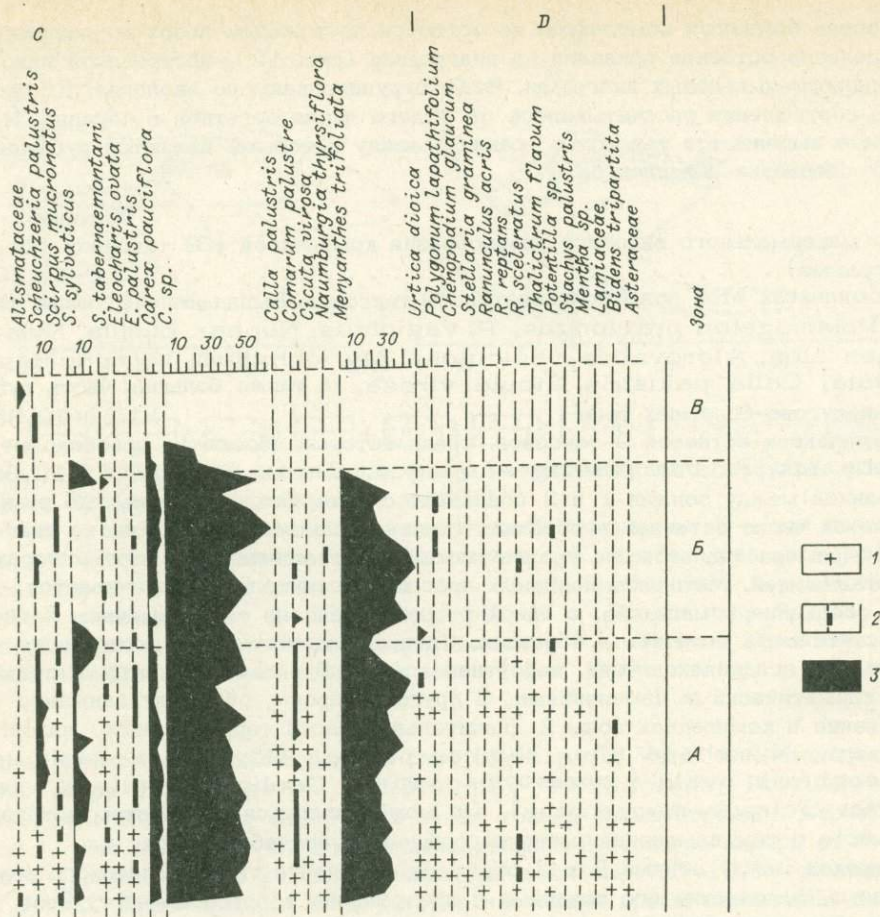 C
D
Alismataceae
Scheuchzeria palustris
Scirpus mucronatus
S. sylvaticus
S. tabernaemontani
Eleocharis ovata
E. palustris
Carex pauciflora
C. sp.
Calla palustris
Comarum palustre
Cicuta virosa
Naumburgia thyrsiflora
Menyanthes trifoliata
Urtica dioica
Polygonum lapathifolium
Chenopodium glaucum
Stellaria graminea
Ranunculus acris
R. reptans
R. sceleratus
Thalictrum flavum
Potentilla sp.
Stachys palustris
Mentha sp.
Lamiaceae
Bidens tripartita
Asteraceae
Зона
10 10 10 30 50 10 30
В
Б
А
+ 1
2
3